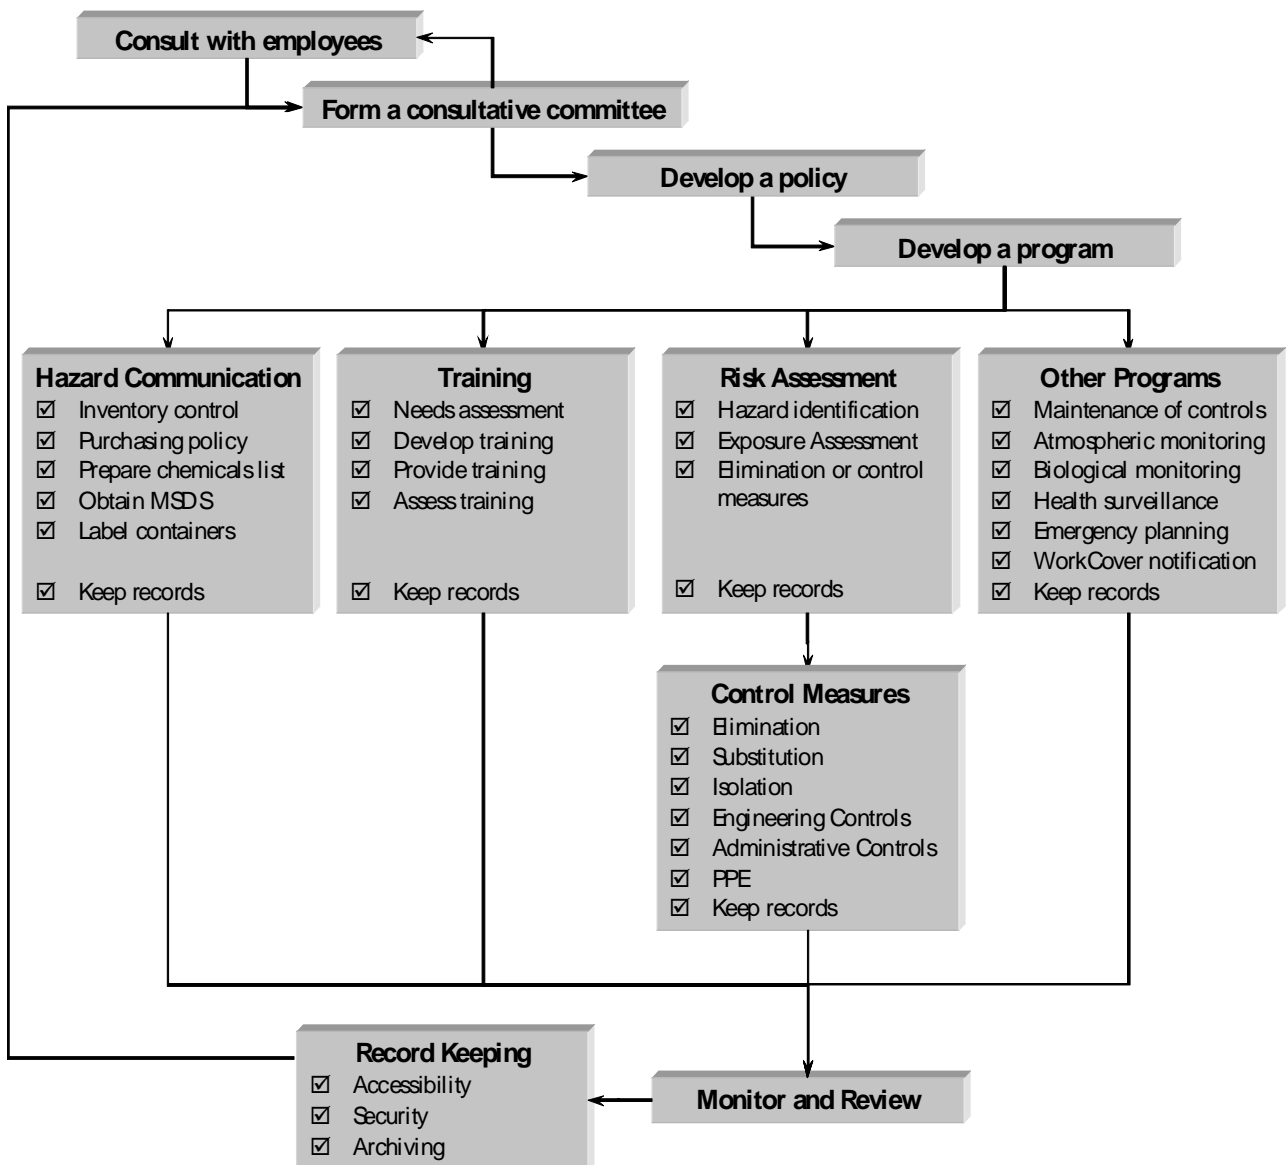 Consult with employees
Form a consultative committee
Develop a policy
Develop a program
Hazard Communication
☑ Inventory control
☑ Purchasing policy
☑ Prepare chemicals list
☑ Obtain MSDS
☑ Label containers
☑ Keep records
Training
☑ Needs assessment
☑ Develop training
☑ Provide training
☑ Assess training
☑ Keep records
Risk Assessment
☑ Hazard identification
☑ Exposure Assessment
☑ Elimination or control
measures
☑ Keep records
Other Programs
☑ Maintenance of controls
☑ Atmospheric monitoring
☑ Biological monitoring
☑ Health surveillance
☑ Emergency planning
☑ WorkCover notification
☑ Keep records
Control Measures
☑ Elimination
☑ Substitution
☑ Isolation
☑ Engineering Controls
☑ Administrative Controls
☑ PPE
☑ Keep records
Record Keeping
☑ Accessibility
☑ Security
☑ Archiving
Monitor and Review